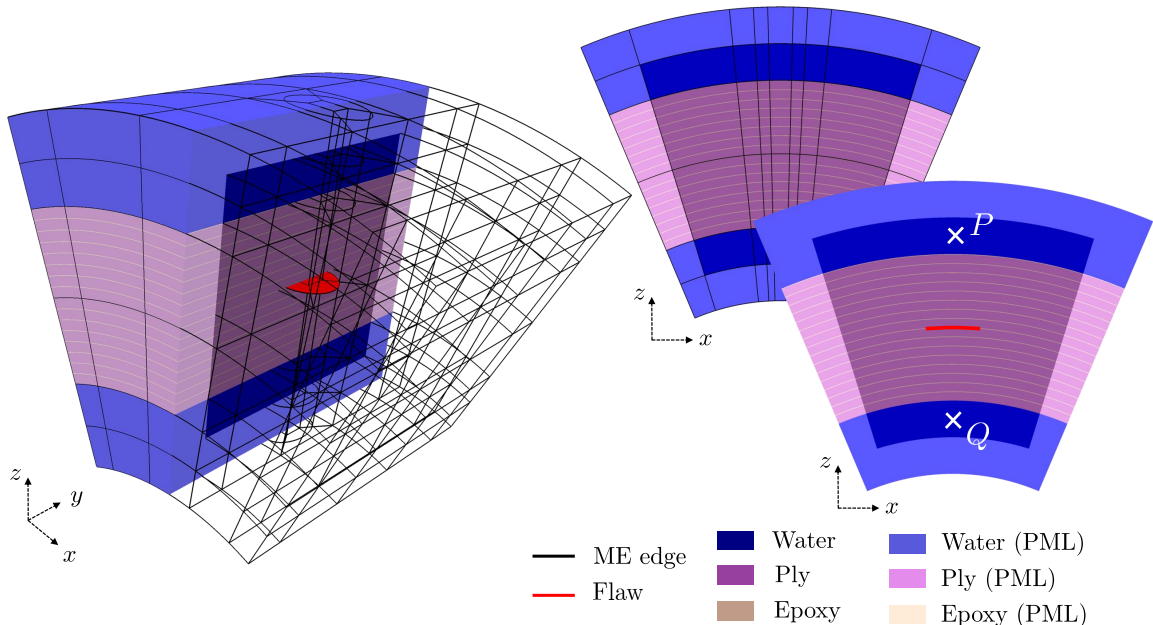 z
y
x
z
x
P
Q
z
x
ME edge
Flaw
Water
Ply
Epoxy
Water (PML)
Ply (PML)
Epoxy (PML)